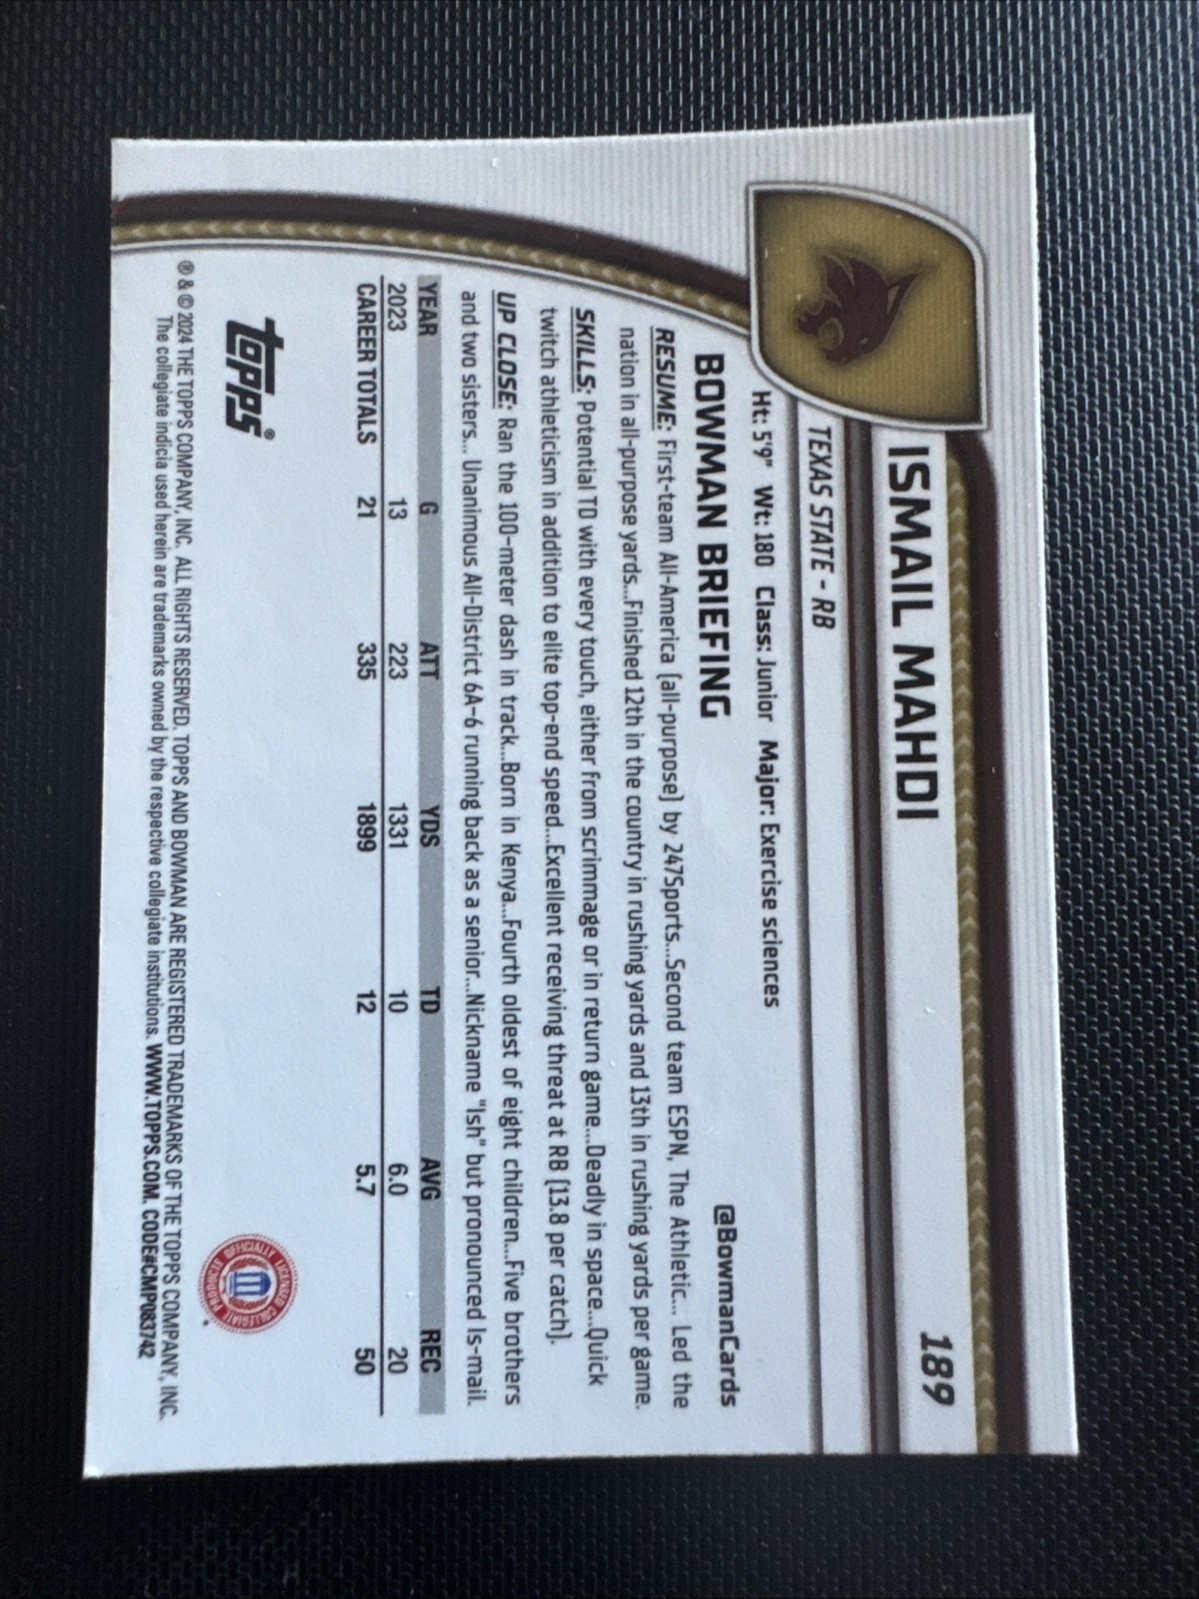 ISMAIL MAHDI
189
TEXAS STATE - RB
Ht: 5'9" Wt: 180 Class: Junior Major: Exercise sciences
BOWMAN BRIEFING
@BowmanCards
RESUME: First-team All-America (all-purpose) by 247Sports...Second team ESPN, The Athletic... Led the
nation in all-purpose yards...Finished 12th in the country in rushing yards and 13th in rushing yards per game.
SKILLS: Potential TD with every touch, either from scrimmage or in return game...Deadly in space...Quick
twitch athleticism in addition to elite top-end speed...Excellent receiving threat at RB (13.8 per catch).
UP CLOSE: Ran the 100-meter dash in track...Born in Kenya...Fourth oldest of eight children...Five brothers
and two sisters... Unanimous All-District 6A-6 running back as a senior...Nickname "Ish" but pronounced Is-mail.
YEAR G ATT YDS TD AVG REC
2023 13 223 1331 10 6.0 20
CAREER TOTALS 21 335 1899 12 5.7 50
topps®
OFFICIALLY LICENSED COLLEGIATE PRODUCTS
® & © 2024 THE TOPPS COMPANY, INC. ALL RIGHTS RESERVED. TOPPS AND BOWMAN ARE REGISTERED TRADEMARKS OF THE TOPPS COMPANY, INC.
The collegiate indicia used herein are trademarks owned by the respective collegiate institutions. WWW.TOPPS.COM. CODE#CMP083742